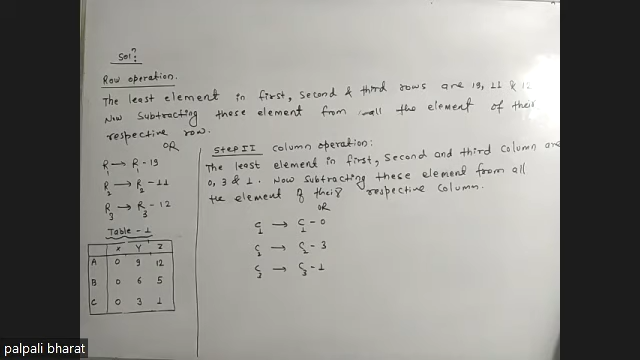 Sol?
Row operation.
The least element in first, second & third rows are 19, 11 & 12
Now Subtracting these element from all the element of their
respective row.
OR
R1 → R1 - 19
R2 → R2 - 11
R3 → R3 - 12
Table - 1
X Y Z
A 0 9 12
B 0 6 5
C 0 3 1
Step II column operation:
The least element in first, second and third column are
0, 3 & 1. Now subtracting these element from all
the element of their respective column.
OR
C1 → C1 - 0
C2 → C2 - 3
C3 → C3 - 1
palpali bharat